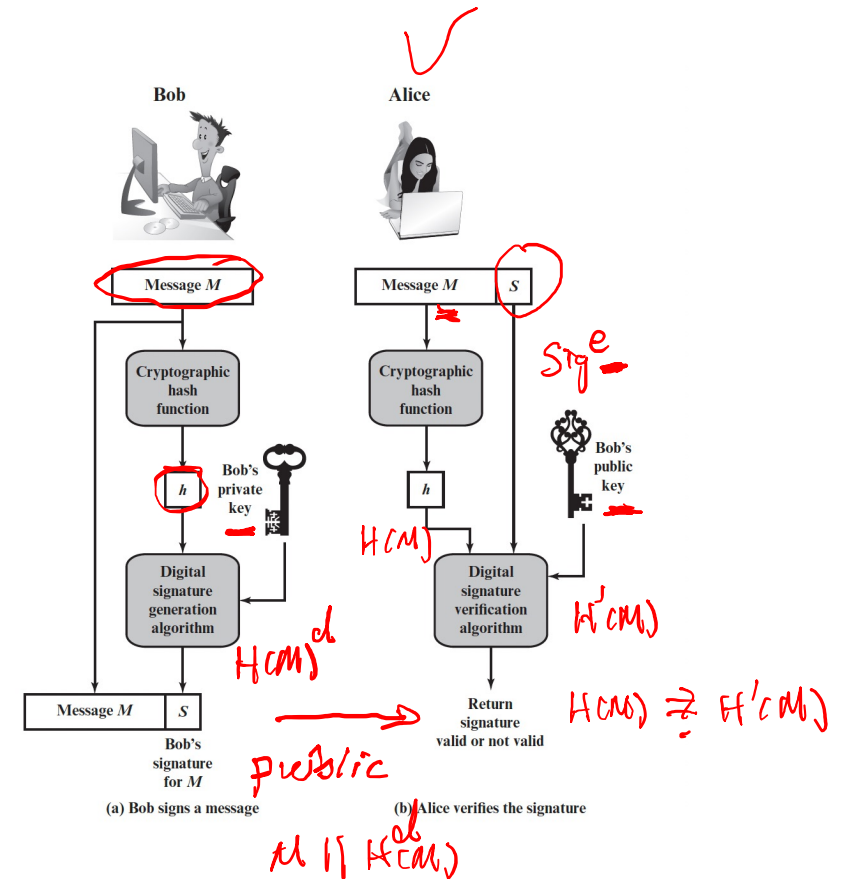 Bob
Alice
Message M
Cryptographic
hash
function
h
Bob's
private
key
Digital
signature
generation
algorithm
H(M)^d
Message M S
Bob's
signature
for M
(a) Bob signs a message
Message M S
Sig^e
Cryptographic
hash
function
Bob's
public
key
h
H(M)
Digital
signature
verification
algorithm
H'(M)
Return
signature
valid or not valid
H(M) ≟ H'(M)
public
(b) Alice verifies the signature
M || H(M)^d